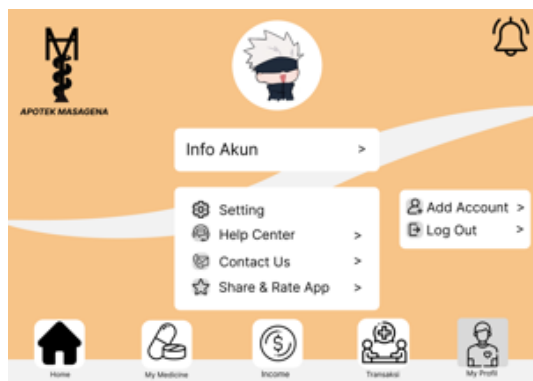 APOTEK MASAGENA
Info Akun >
Setting
Help Center >
Contact Us >
Share & Rate App >
Add Account >
Log Out >
Home
My Medicine
Income
Transaksi
My Profil